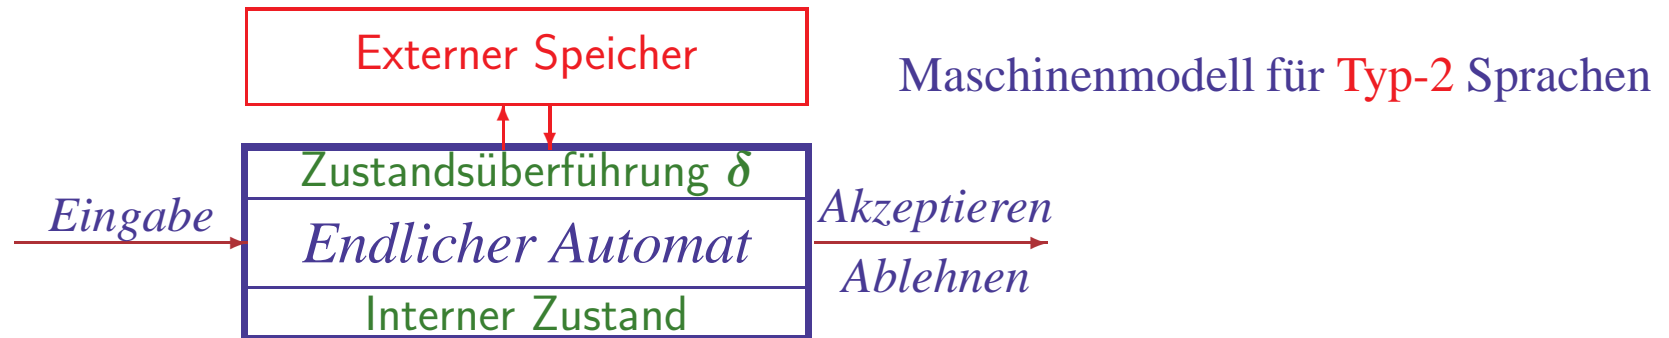 Externer Speicher
Maschinenmodell für Typ-2 Sprachen
Zustandsüberführung δ
Eingabe
Endlicher Automat
Akzeptieren
Ablehnen
Interner Zustand